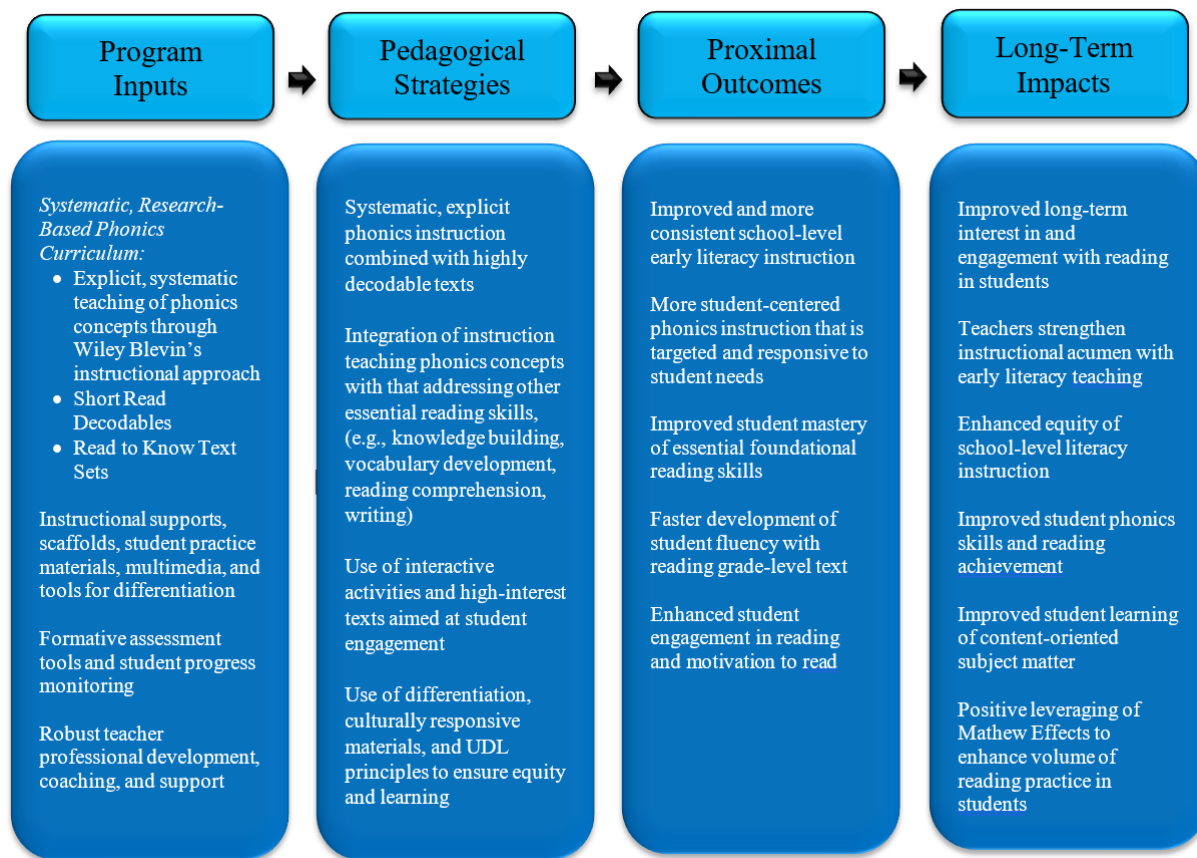 Program
Inputs
Pedagogical
Strategies
Proximal
Outcomes
Long-Term
Impacts
Systematic, Research-
Based Phonics
Curriculum:
• Explicit, systematic
teaching of phonics
concepts through
Wiley Blevin’s
instructional approach
• Short Read
Decodables
• Read to Know Text
Sets
Instructional supports,
scaffolds, student practice
materials, multimedia, and
tools for differentiation
Formative assessment
tools and student progress
monitoring
Robust teacher
professional development,
coaching, and support
Systematic, explicit
phonics instruction
combined with highly
decodable texts
Integration of instruction
teaching phonics concepts
with that addressing other
essential reading skills,
(e.g., knowledge building,
vocabulary development,
reading comprehension,
writing)
Use of interactive
activities and high-interest
texts aimed at student
engagement
Use of differentiation,
culturally responsive
materials, and UDL
principles to ensure equity
and learning
Improved and more
consistent school-level
early literacy instruction
More student-centered
phonics instruction that is
targeted and responsive to
student needs
Improved student mastery
of essential foundational
reading skills
Faster development of
student fluency with
reading grade-level text
Enhanced student
engagement in reading
and motivation to read
Improved long-term
interest in and
engagement with reading
in students
Teachers strengthen
instructional acumen with
early literacy teaching
Enhanced equity of
school-level literacy
instruction
Improved student phonics
skills and reading
achievement
Improved student learning
of content-oriented
subject matter
Positive leveraging of
Mathew Effects to
enhance volume of
reading practice in
students